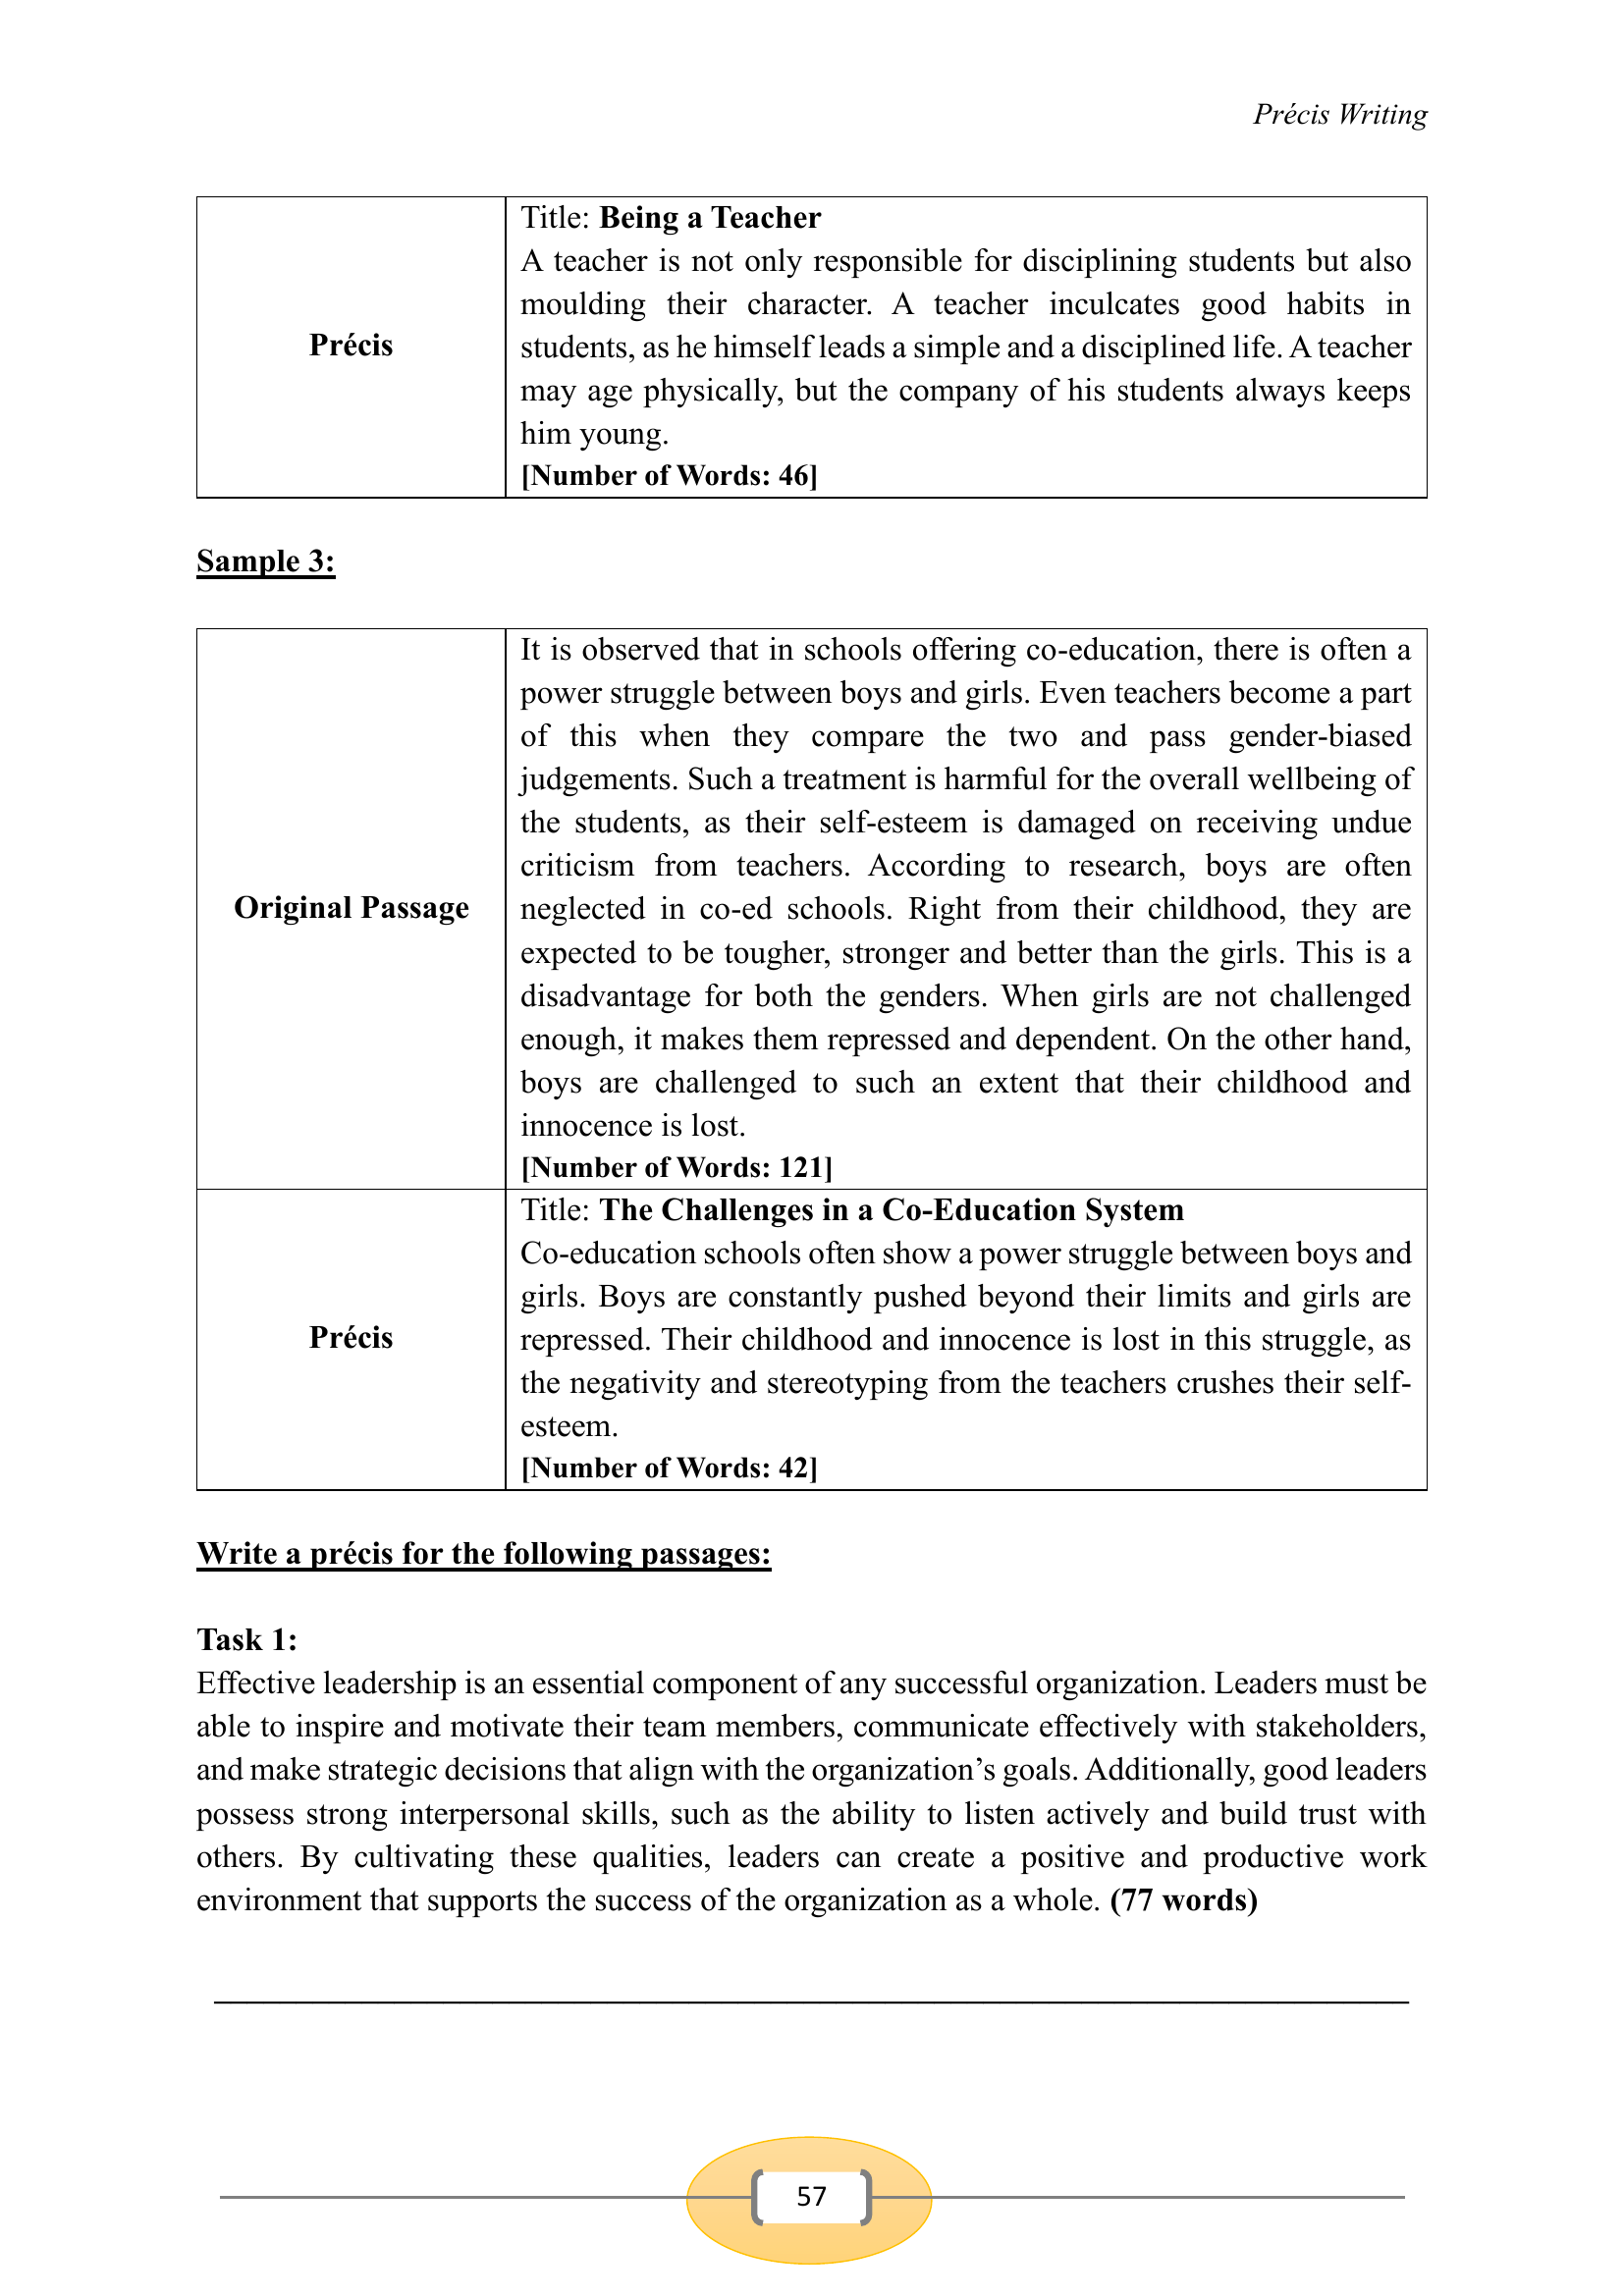 Précis Writing
Title: Being a Teacher
A teacher is not only responsible for disciplining students but also
moulding their character. A teacher inculcates good habits in
students, as he himself leads a simple and a disciplined life. A teacher
may age physically, but the company of his students always keeps
him young.
[Number of Words: 46]
Précis
Sample 3:
It is observed that in schools offering co-education, there is often a
power struggle between boys and girls. Even teachers become a part
of this when they compare the two and pass gender-biased
judgements. Such a treatment is harmful for the overall wellbeing of
the students, as their self-esteem is damaged on receiving undue
criticism from teachers. According to research, boys are often
neglected in co-ed schools. Right from their childhood, they are
expected to be tougher, stronger and better than the girls. This is a
disadvantage for both the genders. When girls are not challenged
enough, it makes them repressed and dependent. On the other hand,
boys are challenged to such an extent that their childhood and
innocence is lost.
[Number of Words: 121]
Original Passage
Title: The Challenges in a Co-Education System
Co-education schools often show a power struggle between boys and
girls. Boys are constantly pushed beyond their limits and girls are
repressed. Their childhood and innocence is lost in this struggle, as
the negativity and stereotyping from the teachers crushes their self-
esteem.
[Number of Words: 42]
Précis
Write a précis for the following passages:
Task 1:
Effective leadership is an essential component of any successful organization. Leaders must be
able to inspire and motivate their team members, communicate effectively with stakeholders,
and make strategic decisions that align with the organization’s goals. Additionally, good leaders
possess strong interpersonal skills, such as the ability to listen actively and build trust with
others. By cultivating these qualities, leaders can create a positive and productive work
environment that supports the success of the organization as a whole. (77 words)
57